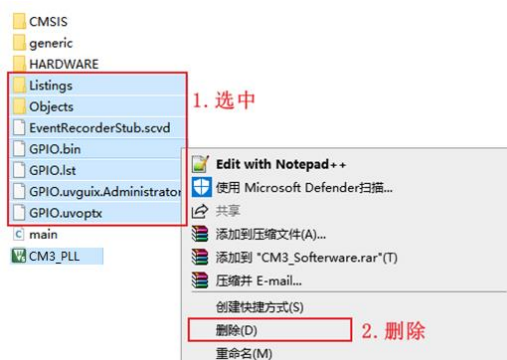 CMSIS
generic
HARDWARE
Listings
Objects
EventRecorderStub.scvd
GPIO.bin
GPIO.lst
GPIO.uvguix.Administrator
GPIO.uvoptx
main
CM3_PLL
1.选中
Edit with Notepad++
使用 Microsoft Defender扫描...
共享
添加到压缩文件(A)...
添加到 "CM3_Softerware.rar"(T)
压缩并 E-mail...
创建快捷方式(S)
删除(D)
2.删除
重命名(M)